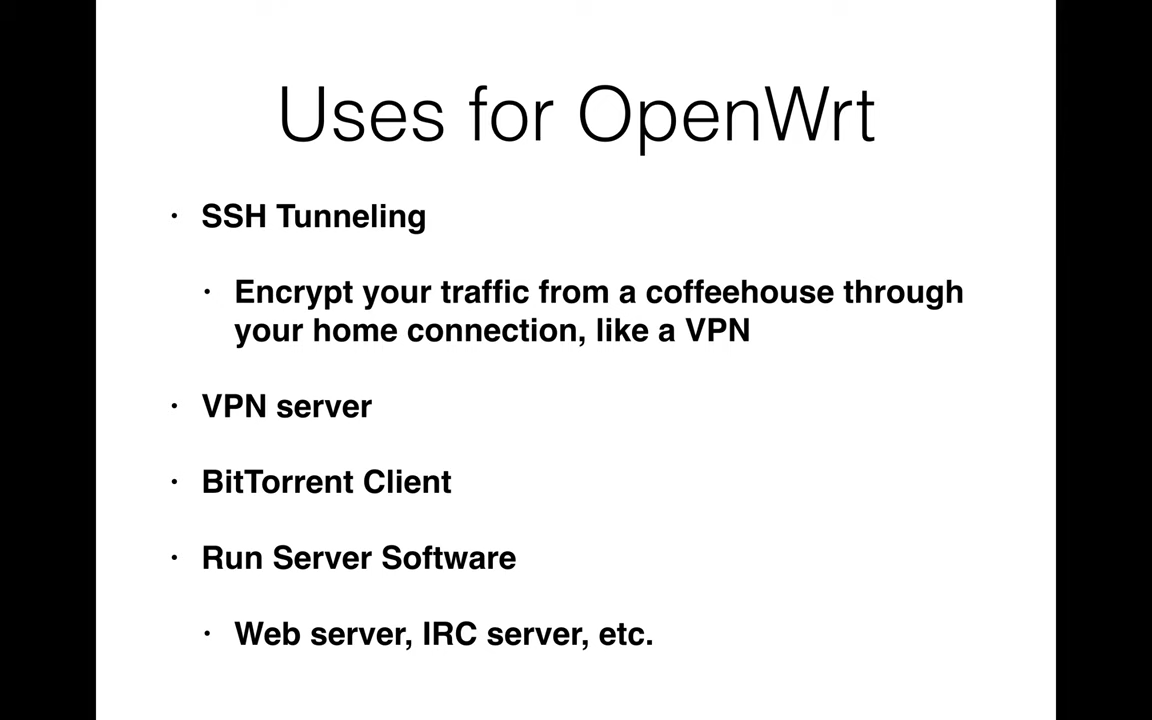 Uses for OpenWrt
· SSH Tunneling
· Encrypt your traffic from a coffeehouse through
your home connection, like a VPN
· VPN server
· BitTorrent Client
· Run Server Software
· Web server, IRC server, etc.